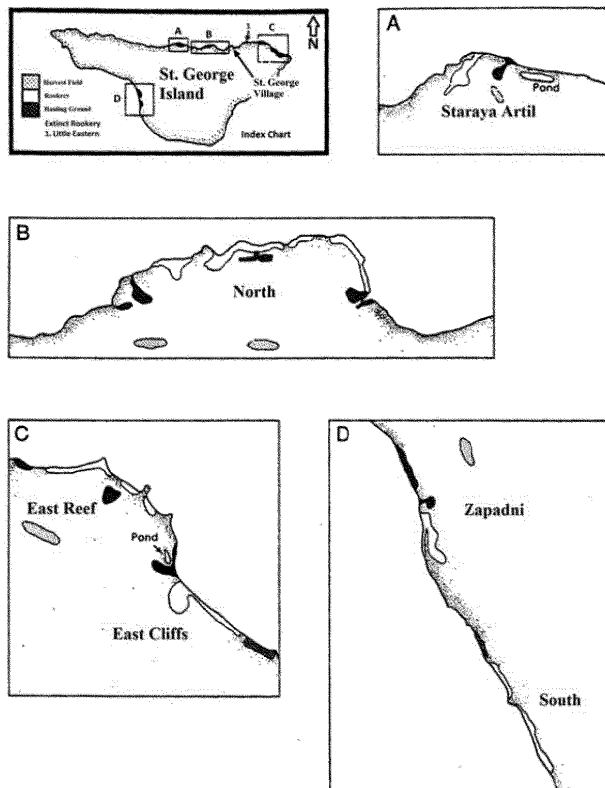 A
B
1
C
N
St. George
Island
St. George
Village
D
Harvest Field
Rookery
Hauling Ground
Extinct Rookery
1. Little Eastern
Index Chart
A
Pond
Staraya Artil
B
North
C
East Reef
Pond
East Cliffs
D
Zapadni
South